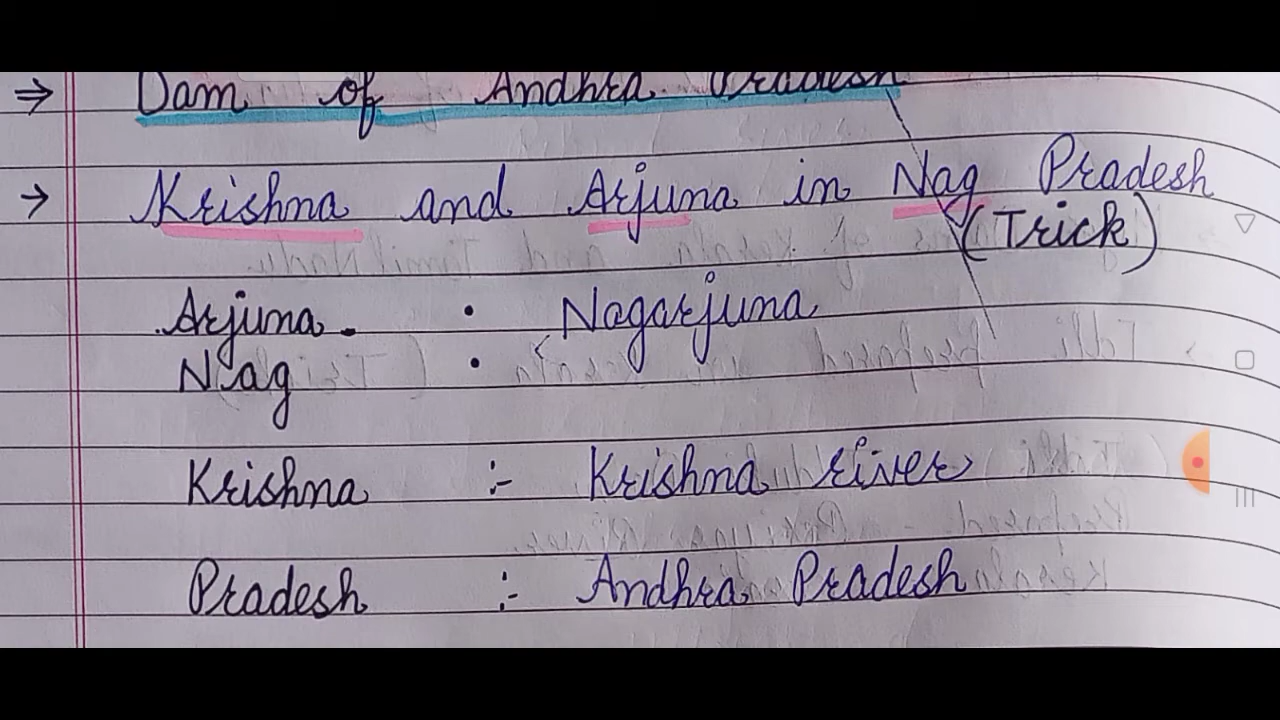 ⇒ Dam of Andhra Pradesh
→ Krishna and Arjuna in Nag Pradesh
(Trick)
Arjuna : Nagarjuna
Nag :
Krishna :- Krishna river
Pradesh :- Andhra Pradesh